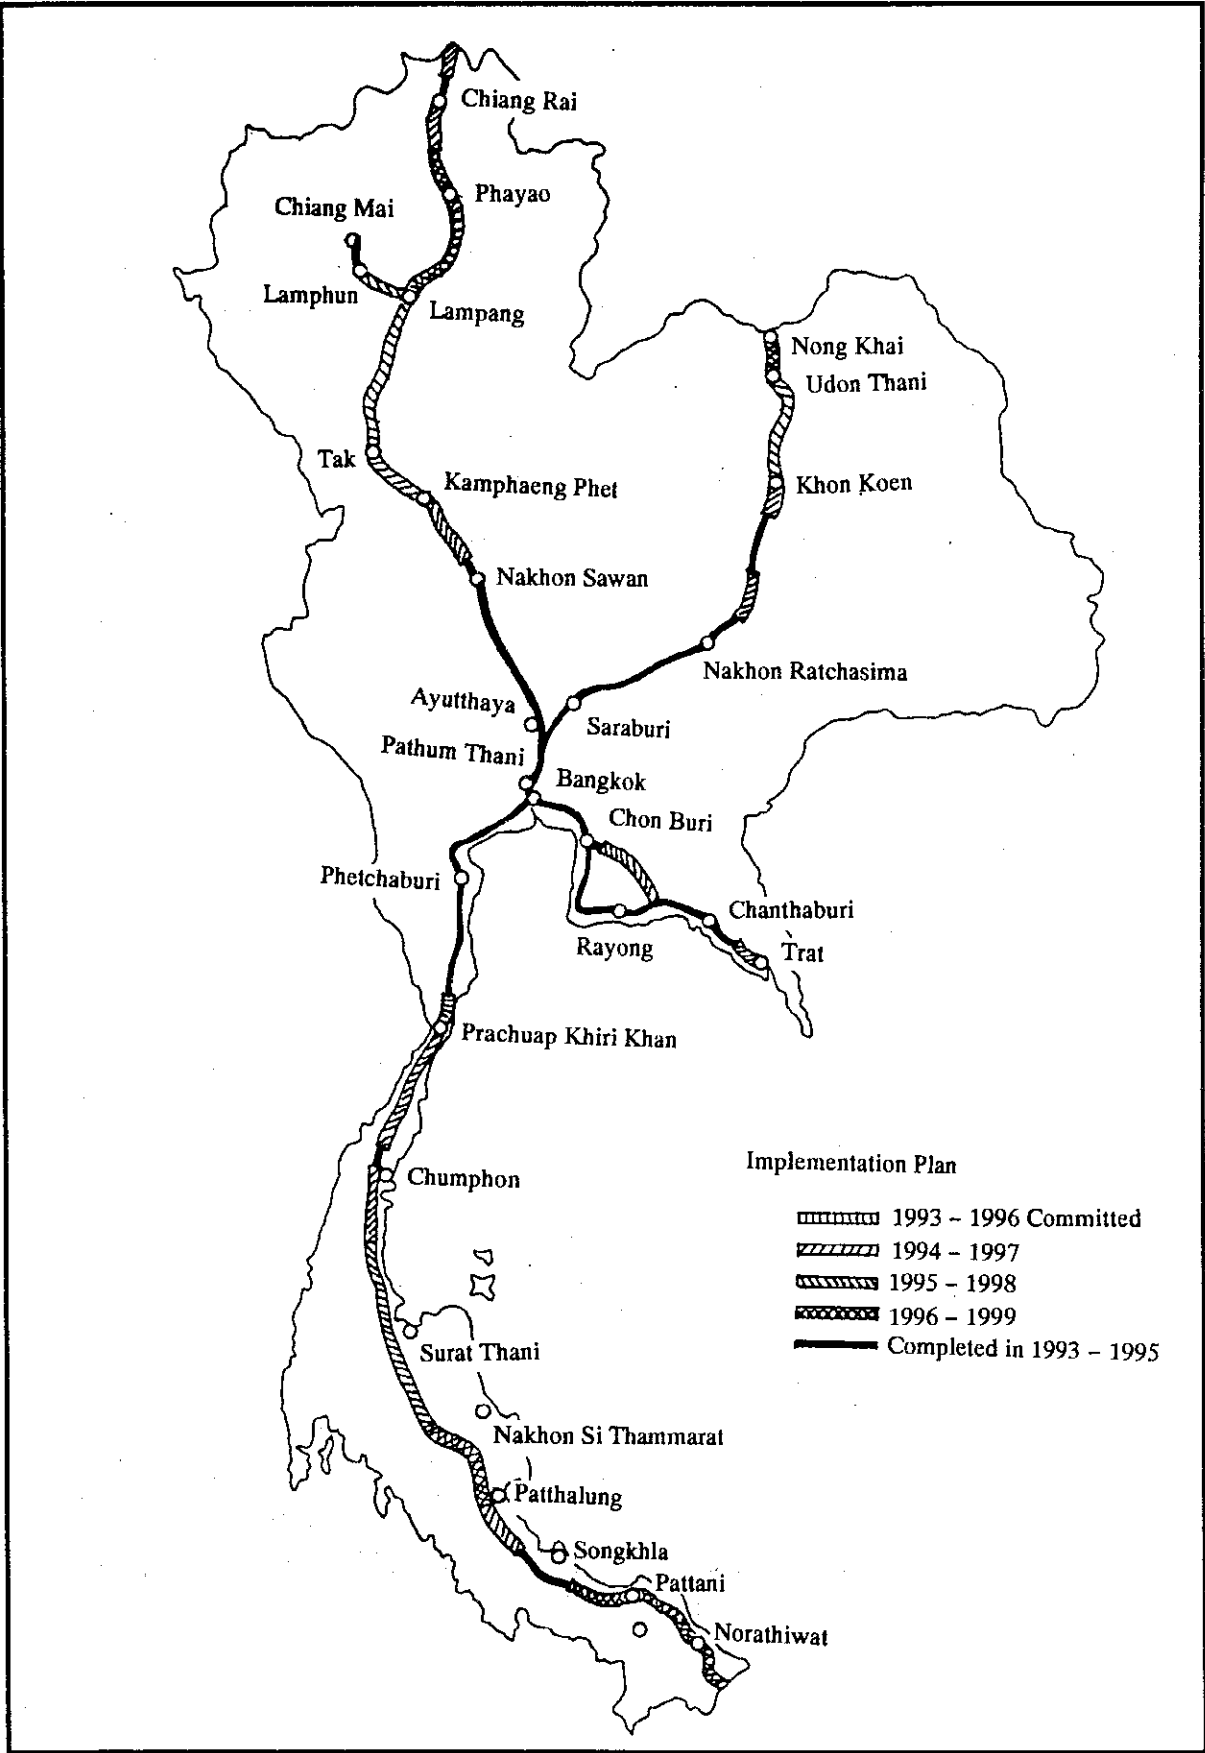 Chiang Rai
Phayao
Chiang Mai
Lamphun
Lampang
Nong Khai
Udon Thani
Tak
Kamphaeng Phet
Khon Koen
Nakhon Sawan
Nakhon Ratchasima
Ayutthaya
Saraburi
Pathum Thani
Bangkok
Chon Buri
Phetchaburi
Chanthaburi
Rayong
Trat
Prachuap Khiri Khan
Chumphon
Surat Thani
Nakhon Si Thammarat
Patthalung
Songkhla
Pattani
Norathiwat
Implementation Plan
1993 – 1996 Committed
1994 – 1997
1995 – 1998
1996 – 1999
Completed in 1993 – 1995